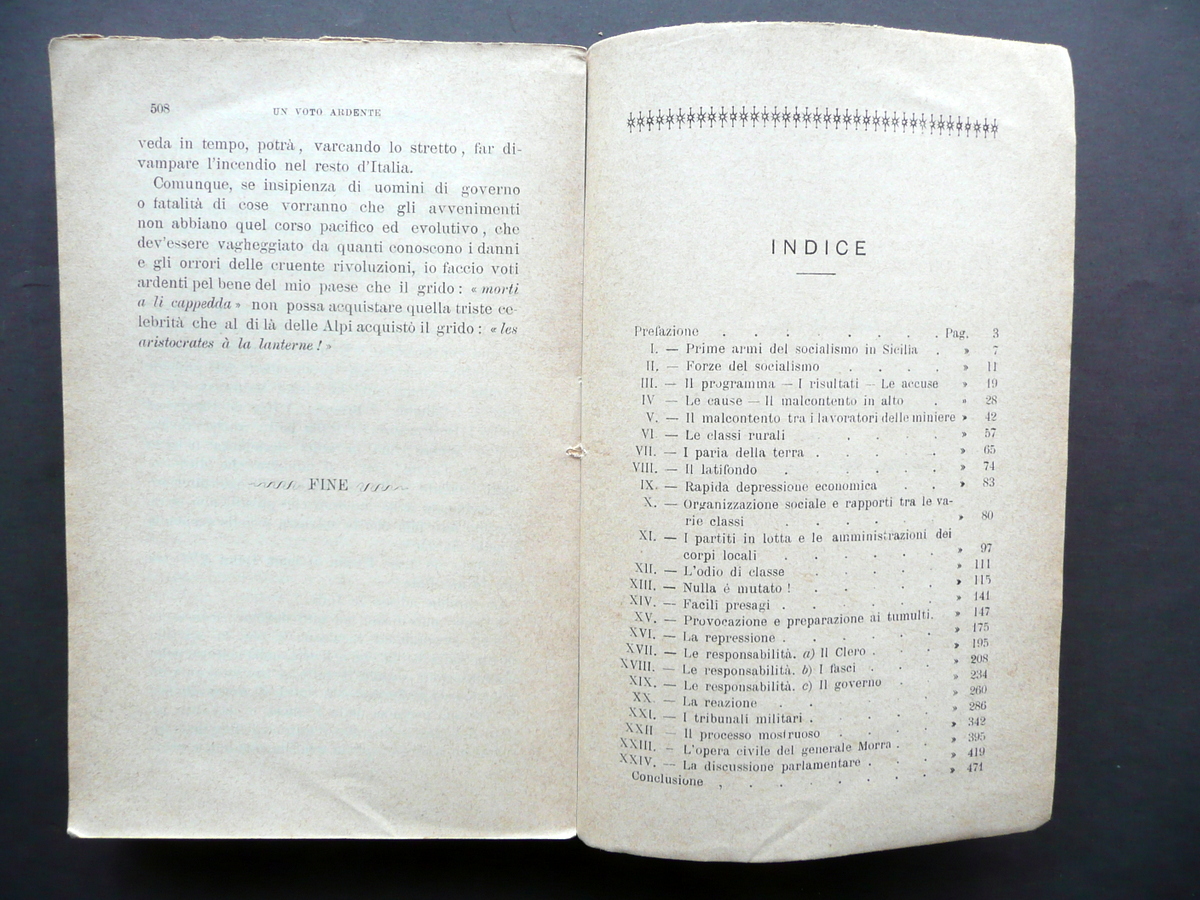 508
UN VOTO ARDENTE
veda in tempo, potrà, varcando lo stretto, far di-
vampare l'incendio nel resto d'Italia.
Comunque, se insipienza di uomini di governo
o fatalità di cose vorranno che gli avvenimenti
non abbiano quel corso pacifico ed evolutivo, che
dev'essere vagheggiato da quanti conoscono i danni
e gli orrori delle cruente rivoluzioni, io faccio voti
ardenti pel bene del mio paese che il grido: « morti
a li cappedda » non possa acquistare quella triste ce-
lebrità che al di là delle Alpi acquistò il grido: « les
aristocrates à la lanterne! »
FINE
INDICE
Prefazione . . . . . . . Pag. 3
I. — Prime armi del socialismo in Sicilia . » 7
II. — Forze del socialismo . . . . » 11
III. — Il programma — I risultati — Le accuse » 19
IV — Le cause — Il malcontento in alto . » 28
V. — Il malcontento tra i lavoratori delle miniere » 42
VI. — Le classi rurali . . . . » 57
VII. — I paria della terra . . . . . » 65
VIII. — Il latifondo . . . . . » 74
IX. — Rapida depressione economica . . » 83
X. — Organizzazione sociale e rapporti tra le va-
rie classi . . . . » 80
XI. — I partiti in lotta e le amministrazioni dei
corpi locali . . . . . » 97
XII. — L'odio di classe . . . . » 111
XIII. — Nulla é mutato ! . . . . » 115
XIV. — Facili presagi . . . . . » 141
XV. — Provocazione e preparazione ai tumulti. » 147
XVI. — La repressione . . . . . » 175
XVII. — Le responsabilità. a) Il Clero . . . » 195
XVIII. — Le responsabilità. b) I fasci . . . » 208
XIX. — Le responsabilità. c) Il governo . . » 234
XX. — La reazione . . . . . » 260
XXI. — I tribunali militari . . . . » 286
XXII — Il processo mostruoso . . . . » 342
XXIII. — L'opera civile del generale Morra . . » 395
XXIV. — La discussione parlamentare . . . » 419
Conclusione , . . . . . . » 471